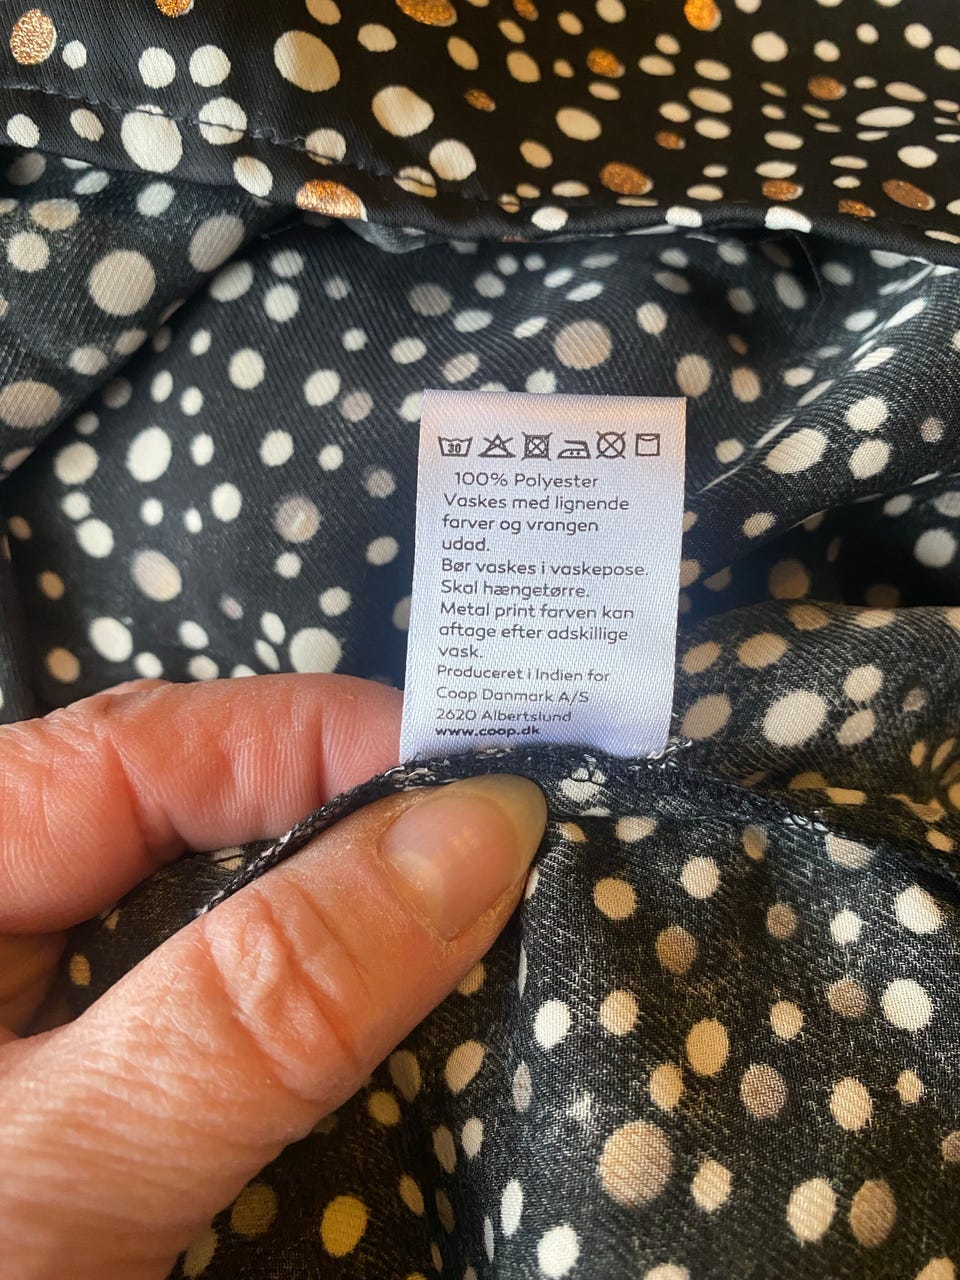 30
100% Polyester
Vaskes med lignende
farver og vrangen
udad.
Bør vaskes i vaskepose.
Skal hængetørre.
Metal print farven kan
aftage efter adskillige
vask.
Produceret i Indien for
Coop Danmark A/S
2620 Albertslund
www.coop.dk